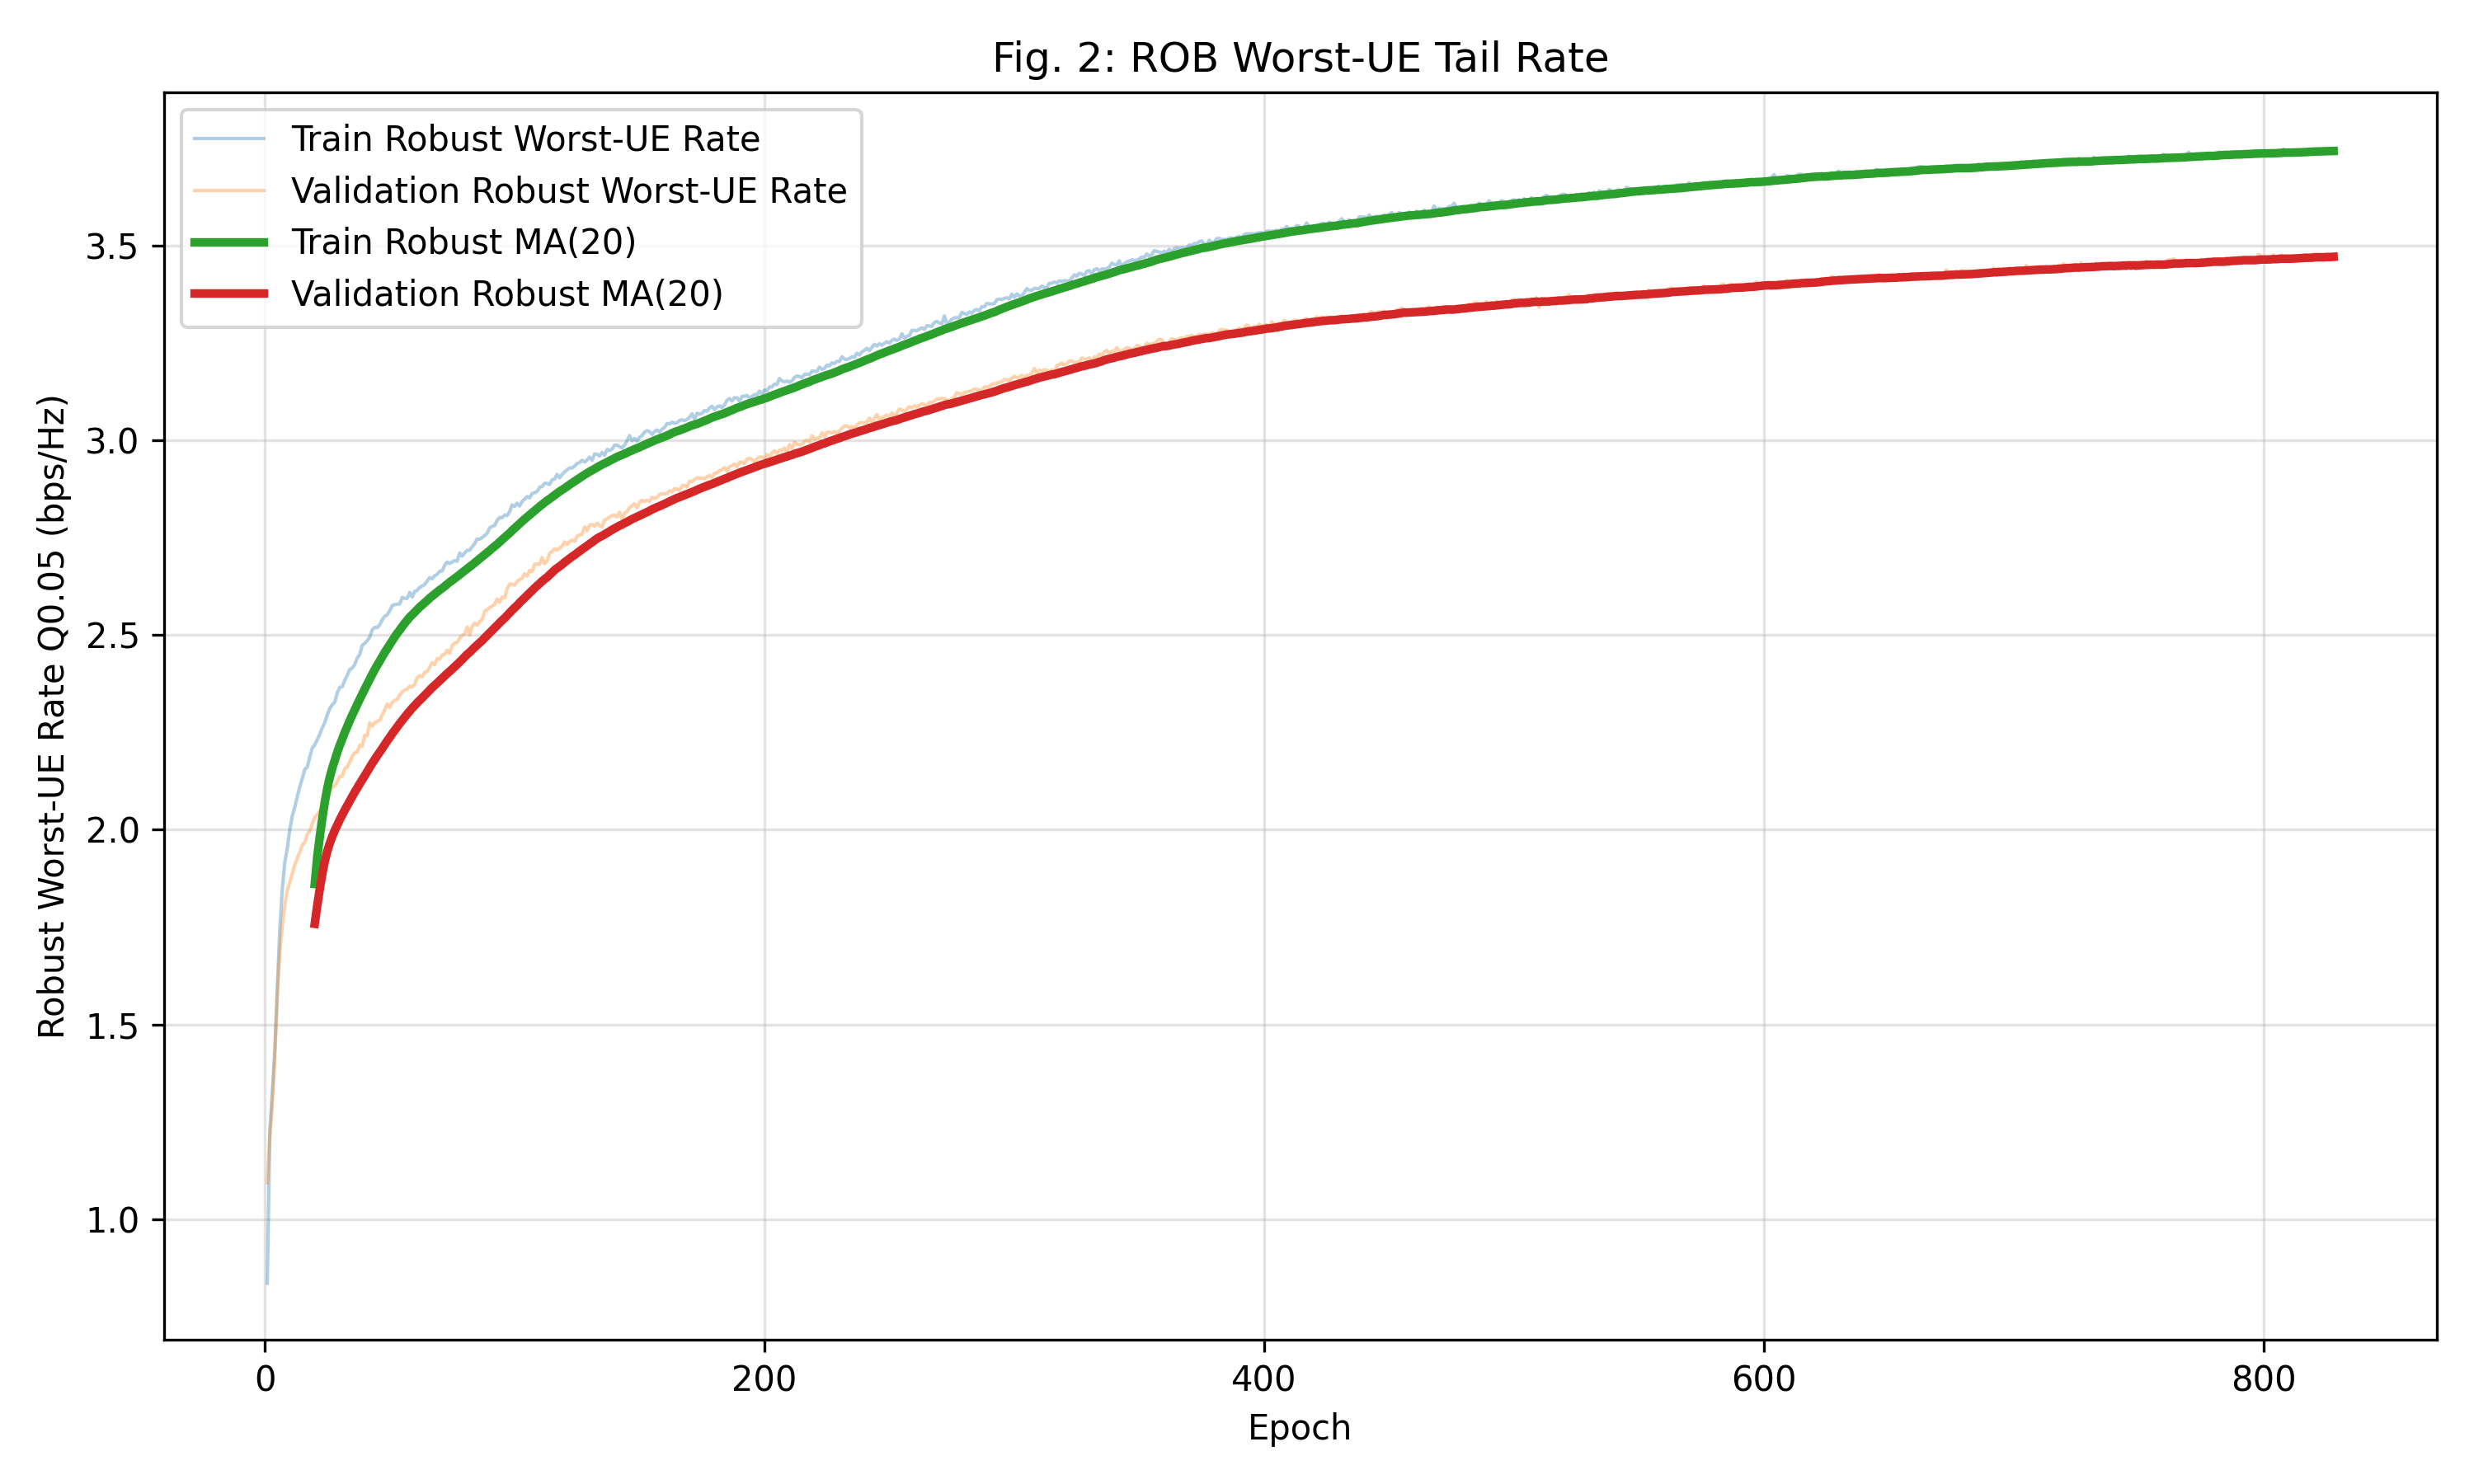 Fig. 2: ROB Worst-UE Tail Rate
Train Robust Worst-UE Rate
Validation Robust Worst-UE Rate
Train Robust MA(20)
Validation Robust MA(20)
Robust Worst-UE Rate Q0.05 (bps/Hz)
3.5
3.0
2.5
2.0
1.5
1.0
0
200
400
600
800
Epoch